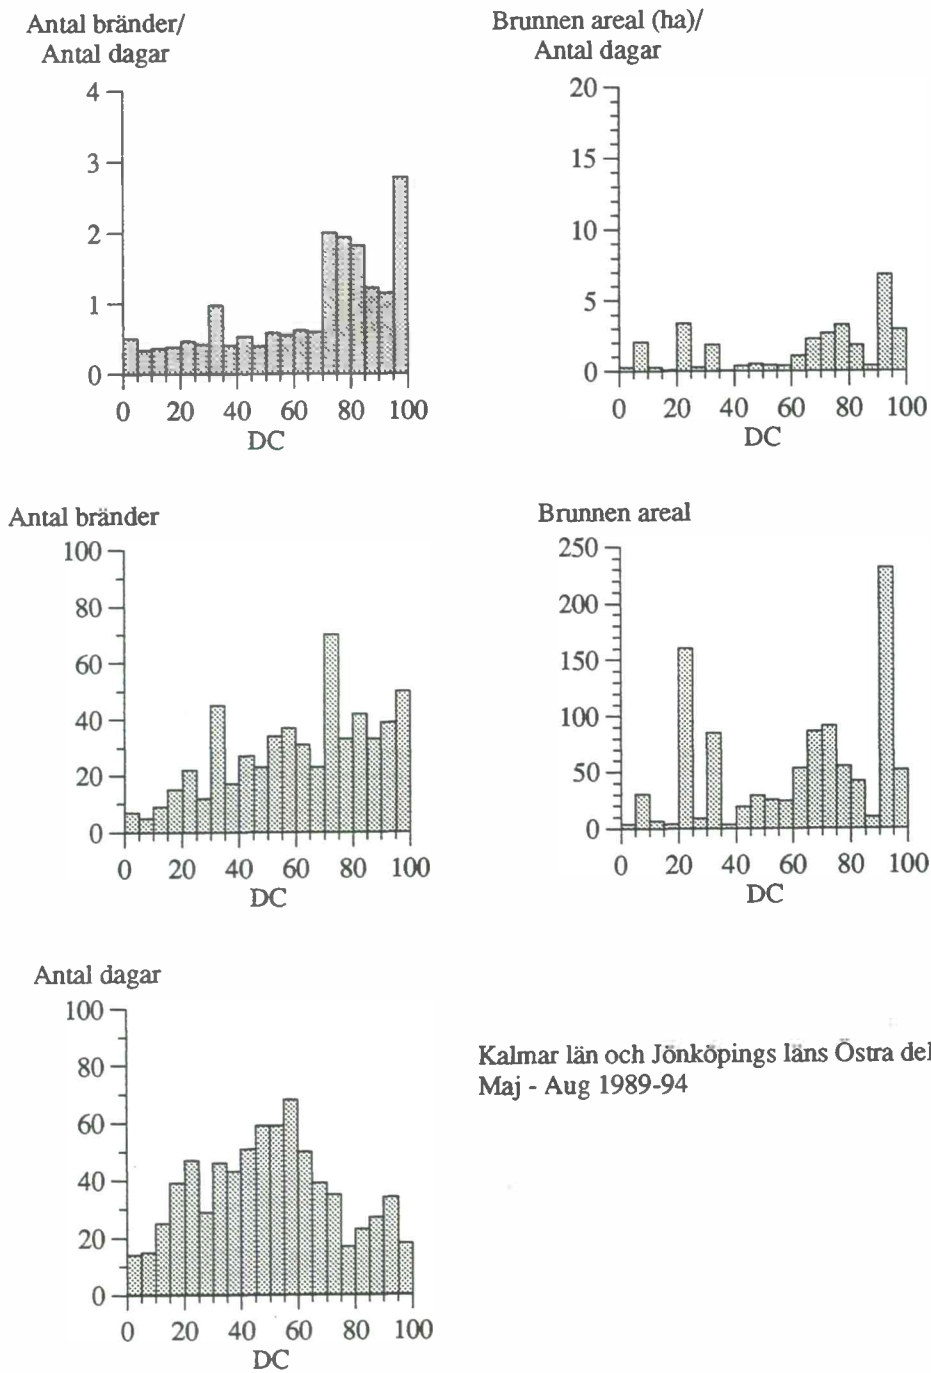 Antal bränder/
Antal dagar
4
3
2
1
0
0 20 40 60 80 100
DC
Brunnen areal (ha)/
Antal dagar
20
15
10
5
0
0 20 40 60 80 100
DC
Antal bränder
100
80
60
40
20
0
0 20 40 60 80 100
DC
Brunnen areal
250
200
150
100
50
0
0 20 40 60 80 100
DC
Antal dagar
100
80
60
40
20
0
0 20 40 60 80 100
DC
Kalmar län och Jönköpings läns Östra del
Maj - Aug 1989-94